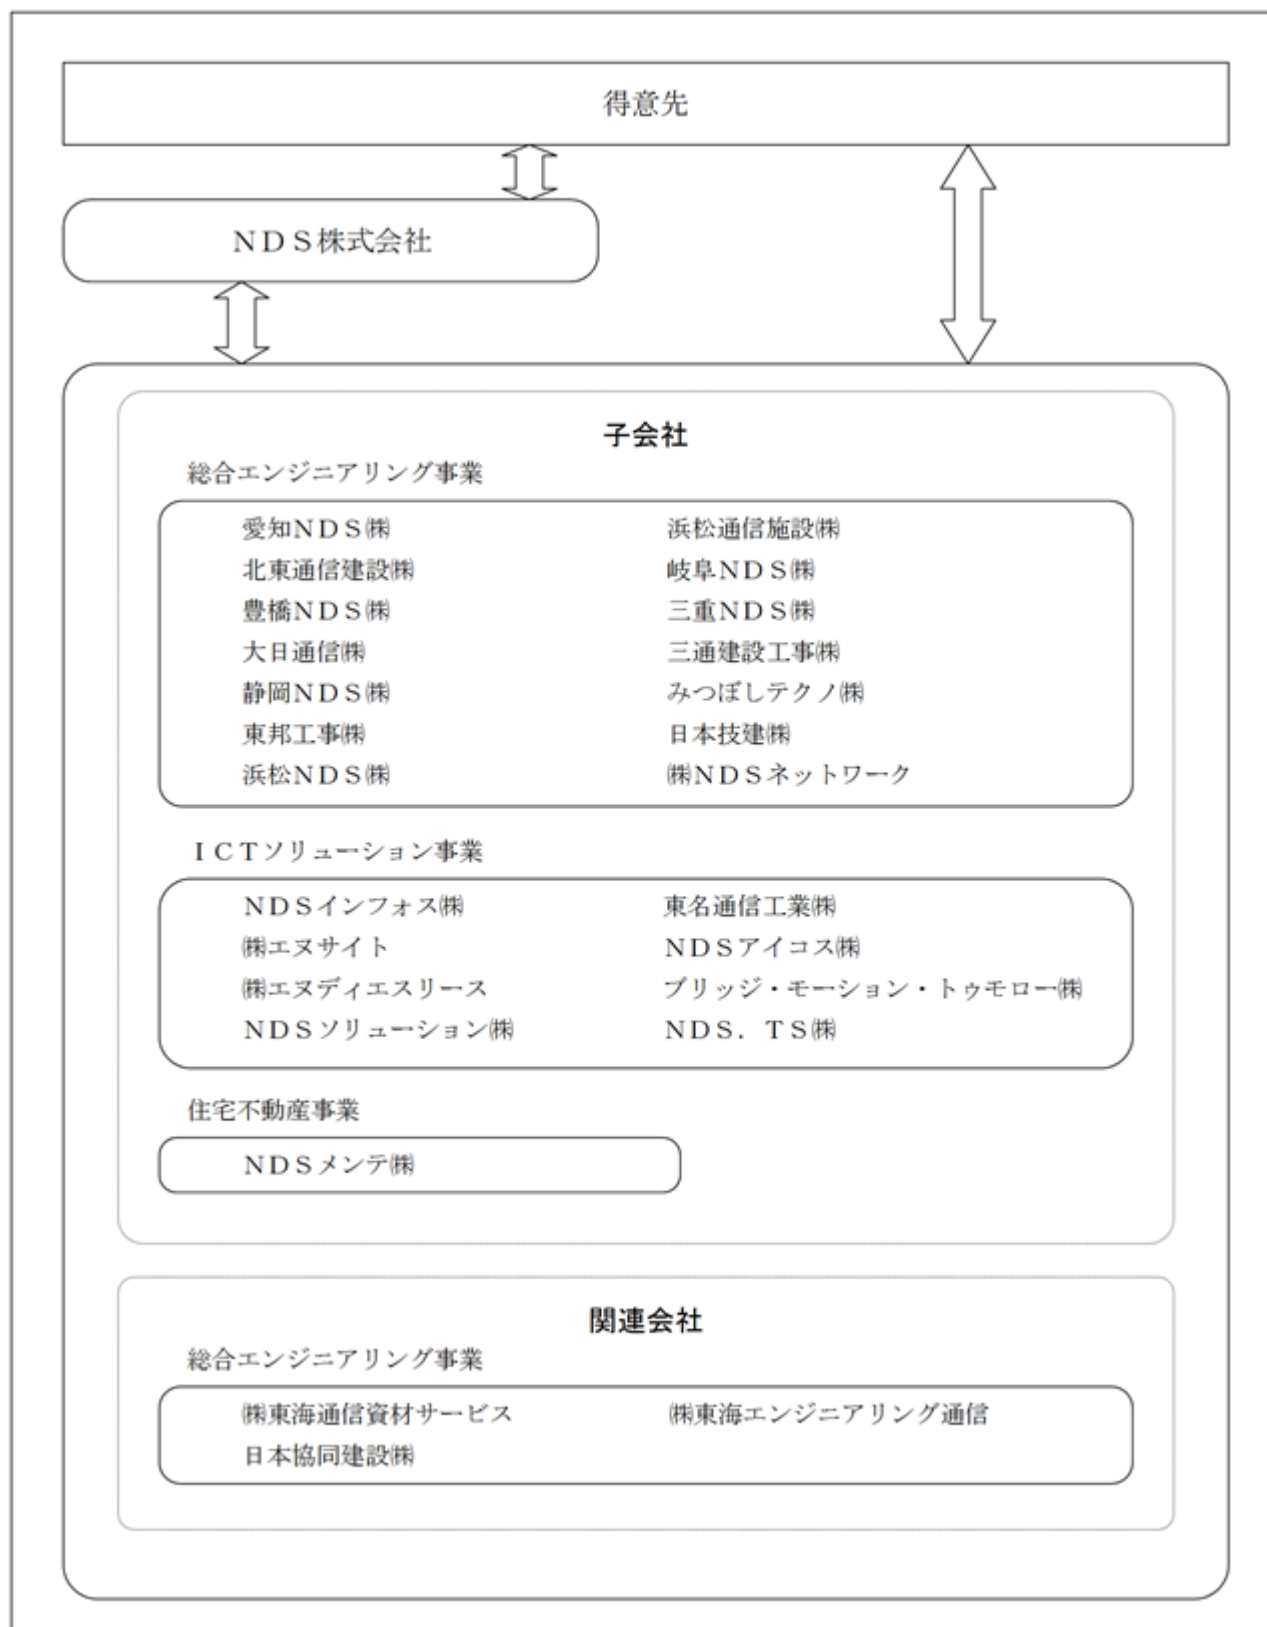 得意先
ＮＤＳ株式会社
子会社
総合エンジニアリング事業
愛知ＮＤＳ㈱ 浜松通信施設㈱
北東通信建設㈱ 岐阜ＮＤＳ㈱
豊橋ＮＤＳ㈱ 三重ＮＤＳ㈱
大日通信㈱ 三通建設工事㈱
静岡ＮＤＳ㈱ みつぼしテクノ㈱
東邦工事㈱ 日本技建㈱
浜松ＮＤＳ㈱ ㈱ＮＤＳネットワーク
ＩＣＴソリューション事業
ＮＤＳインフォス㈱ 東名通信工業㈱
㈱エヌサイト ＮＤＳアイコス㈱
㈱エヌディエスリース ブリッジ・モーション・トゥモロー㈱
ＮＤＳソリューション㈱ ＮＤＳ．ＴＳ㈱
住宅不動産事業
ＮＤＳメンテ㈱
関連会社
総合エンジニアリング事業
㈱東海通信資材サービス ㈱東海エンジニアリング通信
日本協同建設㈱